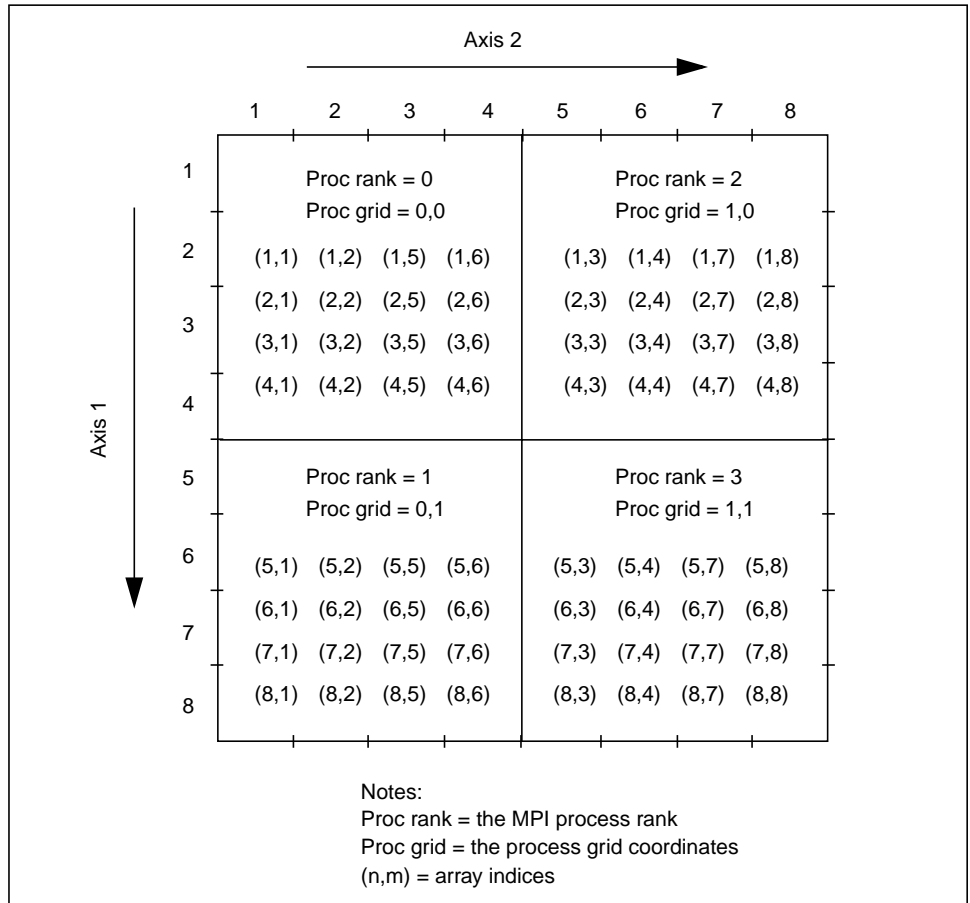 Axis 2
1 2 3 4 5 6 7 8
Axis 1
1
2
3
4
5
6
7
8
Proc rank = 0
Proc grid = 0,0
(1,1) (1,2) (1,5) (1,6)
(2,1) (2,2) (2,5) (2,6)
(3,1) (3,2) (3,5) (3,6)
(4,1) (4,2) (4,5) (4,6)
Proc rank = 2
Proc grid = 1,0
(1,3) (1,4) (1,7) (1,8)
(2,3) (2,4) (2,7) (2,8)
(3,3) (3,4) (3,7) (3,8)
(4,3) (4,4) (4,7) (4,8)
Proc rank = 1
Proc grid = 0,1
(5,1) (5,2) (5,5) (5,6)
(6,1) (6,2) (6,5) (6,6)
(7,1) (7,2) (7,5) (7,6)
(8,1) (8,2) (8,5) (8,6)
Proc rank = 3
Proc grid = 1,1
(5,3) (5,4) (5,7) (5,8)
(6,3) (6,4) (6,7) (6,8)
(7,3) (7,4) (7,7) (7,8)
(8,3) (8,4) (8,7) (8,8)
Notes:
Proc rank = the MPI process rank
Proc grid = the process grid coordinates
(n,m) = array indices